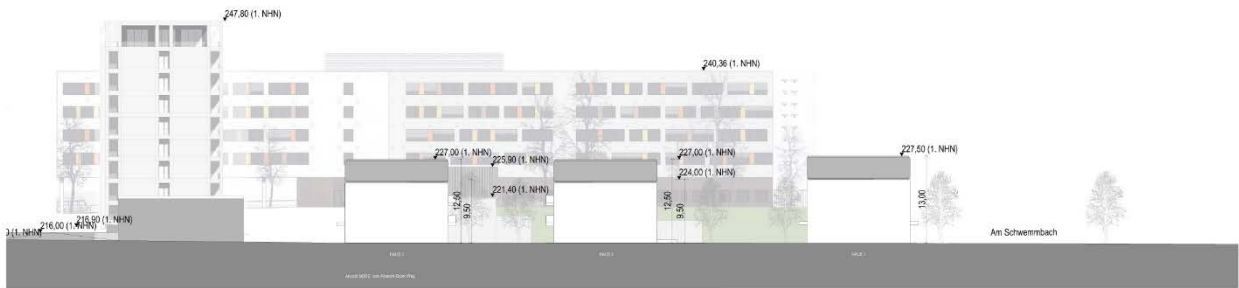 247,80 (1. NHN)
240,36 (1. NHN)
227,00 (1. NHN)
225,90 (1. NHN)
221,40 (1. NHN)
12,50
9,50
227,00 (1. NHN)
224,00 (1. NHN)
12,50
9,50
227,50 (1. NHN)
13,00
216,90 (1. NHN)
216,00 (1. NHN)
(1. NHN)
Am Schwemmbach